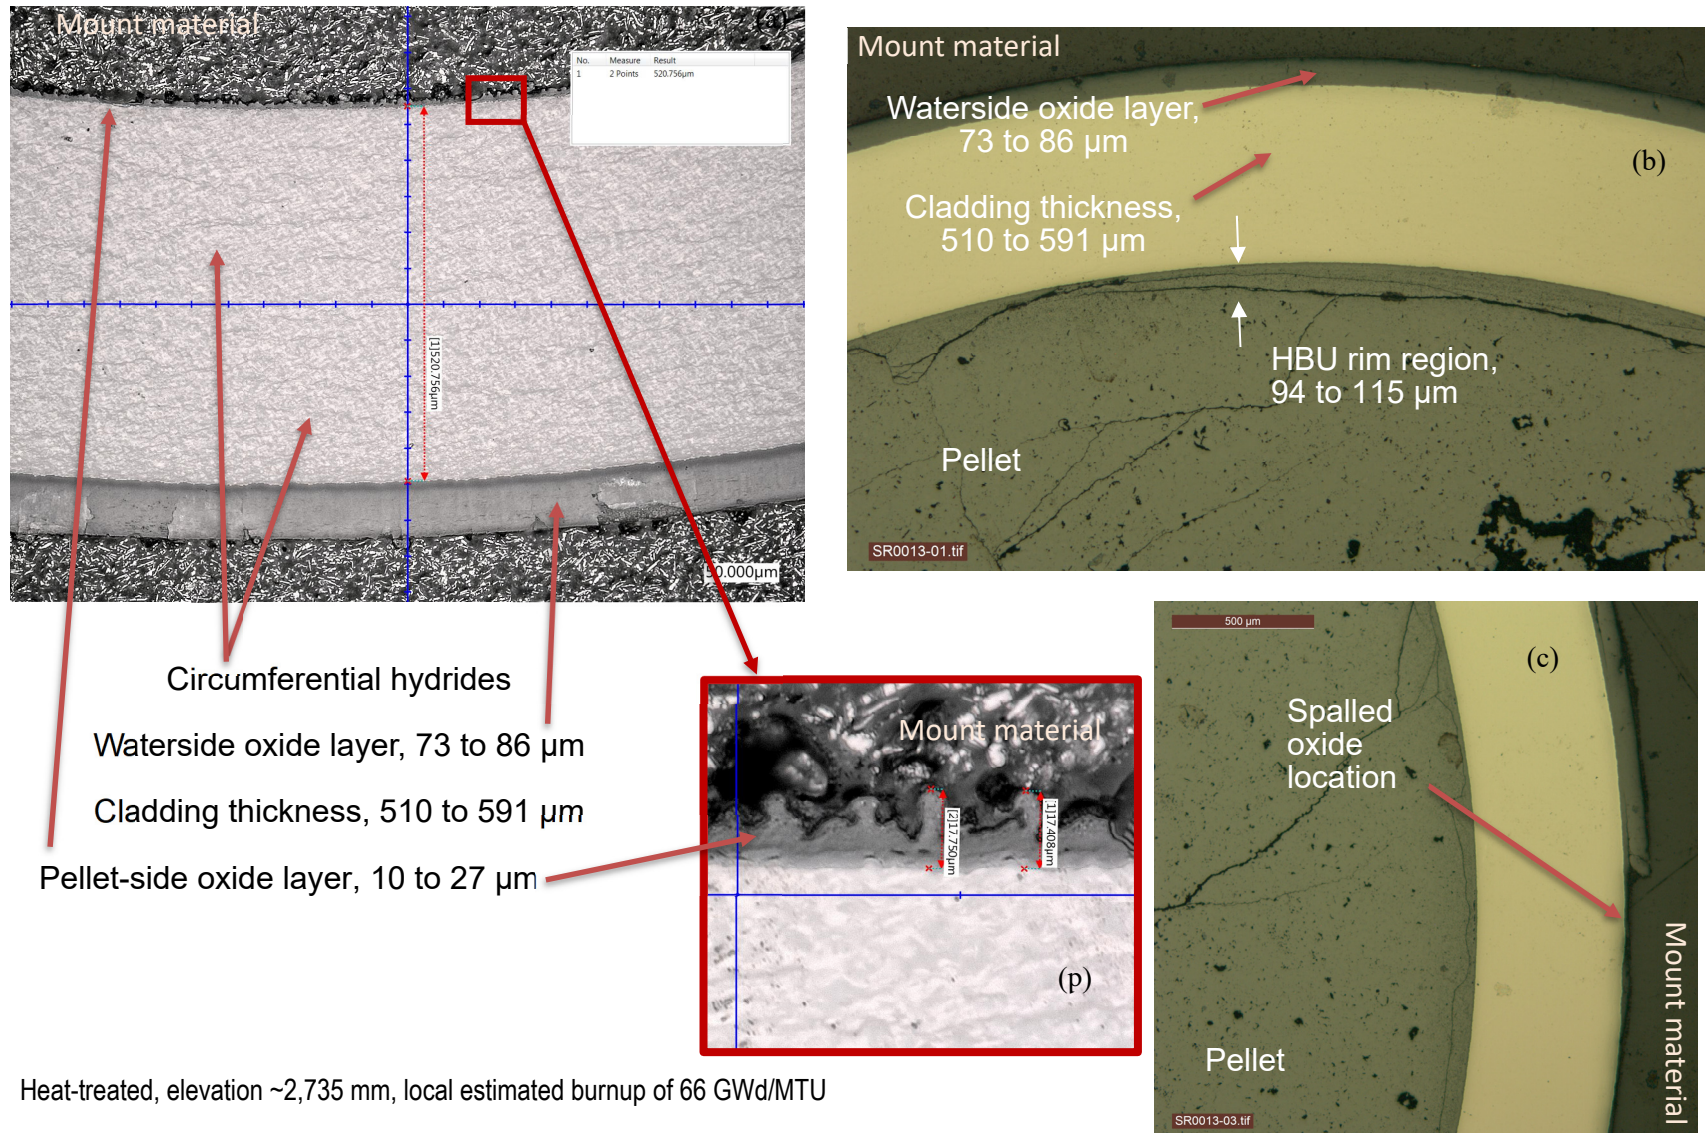 Mount material
(a)
No. Measure Result
1 2 Points 520.756µm
[1]520.756µm
50.000µm
Circumferential hydrides
Waterside oxide layer, 73 to 86 µm
Cladding thickness, 510 to 591 µm
Pellet-side oxide layer, 10 to 27 µm
Mount material
Waterside oxide layer,
73 to 86 µm
(b)
Cladding thickness,
510 to 591 µm
HBU rim region,
94 to 115 µm
Pellet
SR0013-01.tif
Mount material
[2]17.750µm
[1]17.408µm
(p)
500 µm
(c)
Spalled
oxide
location
Mount material
Pellet
SR0013-03.tif
Heat-treated, elevation ~2,735 mm, local estimated burnup of 66 GWd/MTU